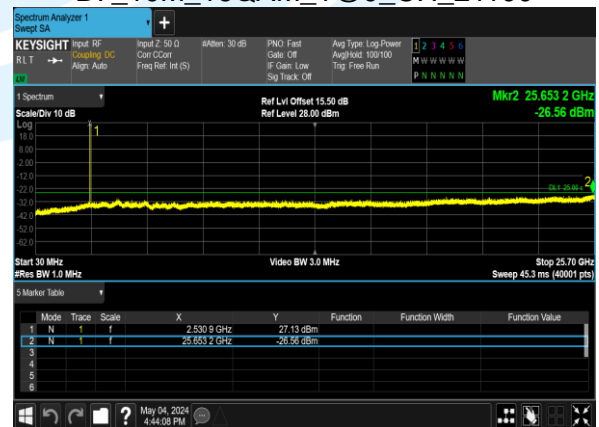 Spectrum Analyzer 1
Swept SA
KEYSIGHT Input: RF Input Z: 50 Ω #Atten: 30 dB PNO: Fast Avg Type: Log-Power 1 2 3 4 5 6
RLT Coupling: DC Corr CCorr Gate: Off Avg|Hold: 100/100 M W W W W W
Align: Auto Freq Ref: Int (S) IF Gain: Low Trig: Free Run P N N N N N
Sig Track: Off
1 Spectrum Ref Lvl Offset 15.50 dB Mkr2 25.653 2 GHz
Scale/Div 10 dB Ref Level 28.00 dBm -26.56 dBm
Log
18.0 1
8.00
-2.00
-12.0
-22.0 2
-32.0
-42.0
-52.0
-62.0
Start 30 MHz Video BW 3.0 MHz Stop 25.70 GHz
#Res BW 1.0 MHz Sweep 45.3 ms (40001 pts)
5 Marker Table
Mode Trace Scale X Y Function Function Width Function Value
1 N 1 f 2.530 9 GHz 27.13 dBm
2 N 1 f 25.653 2 GHz -26.56 dBm
3
4
5
6
? May 04, 2024
4:44:08 PM